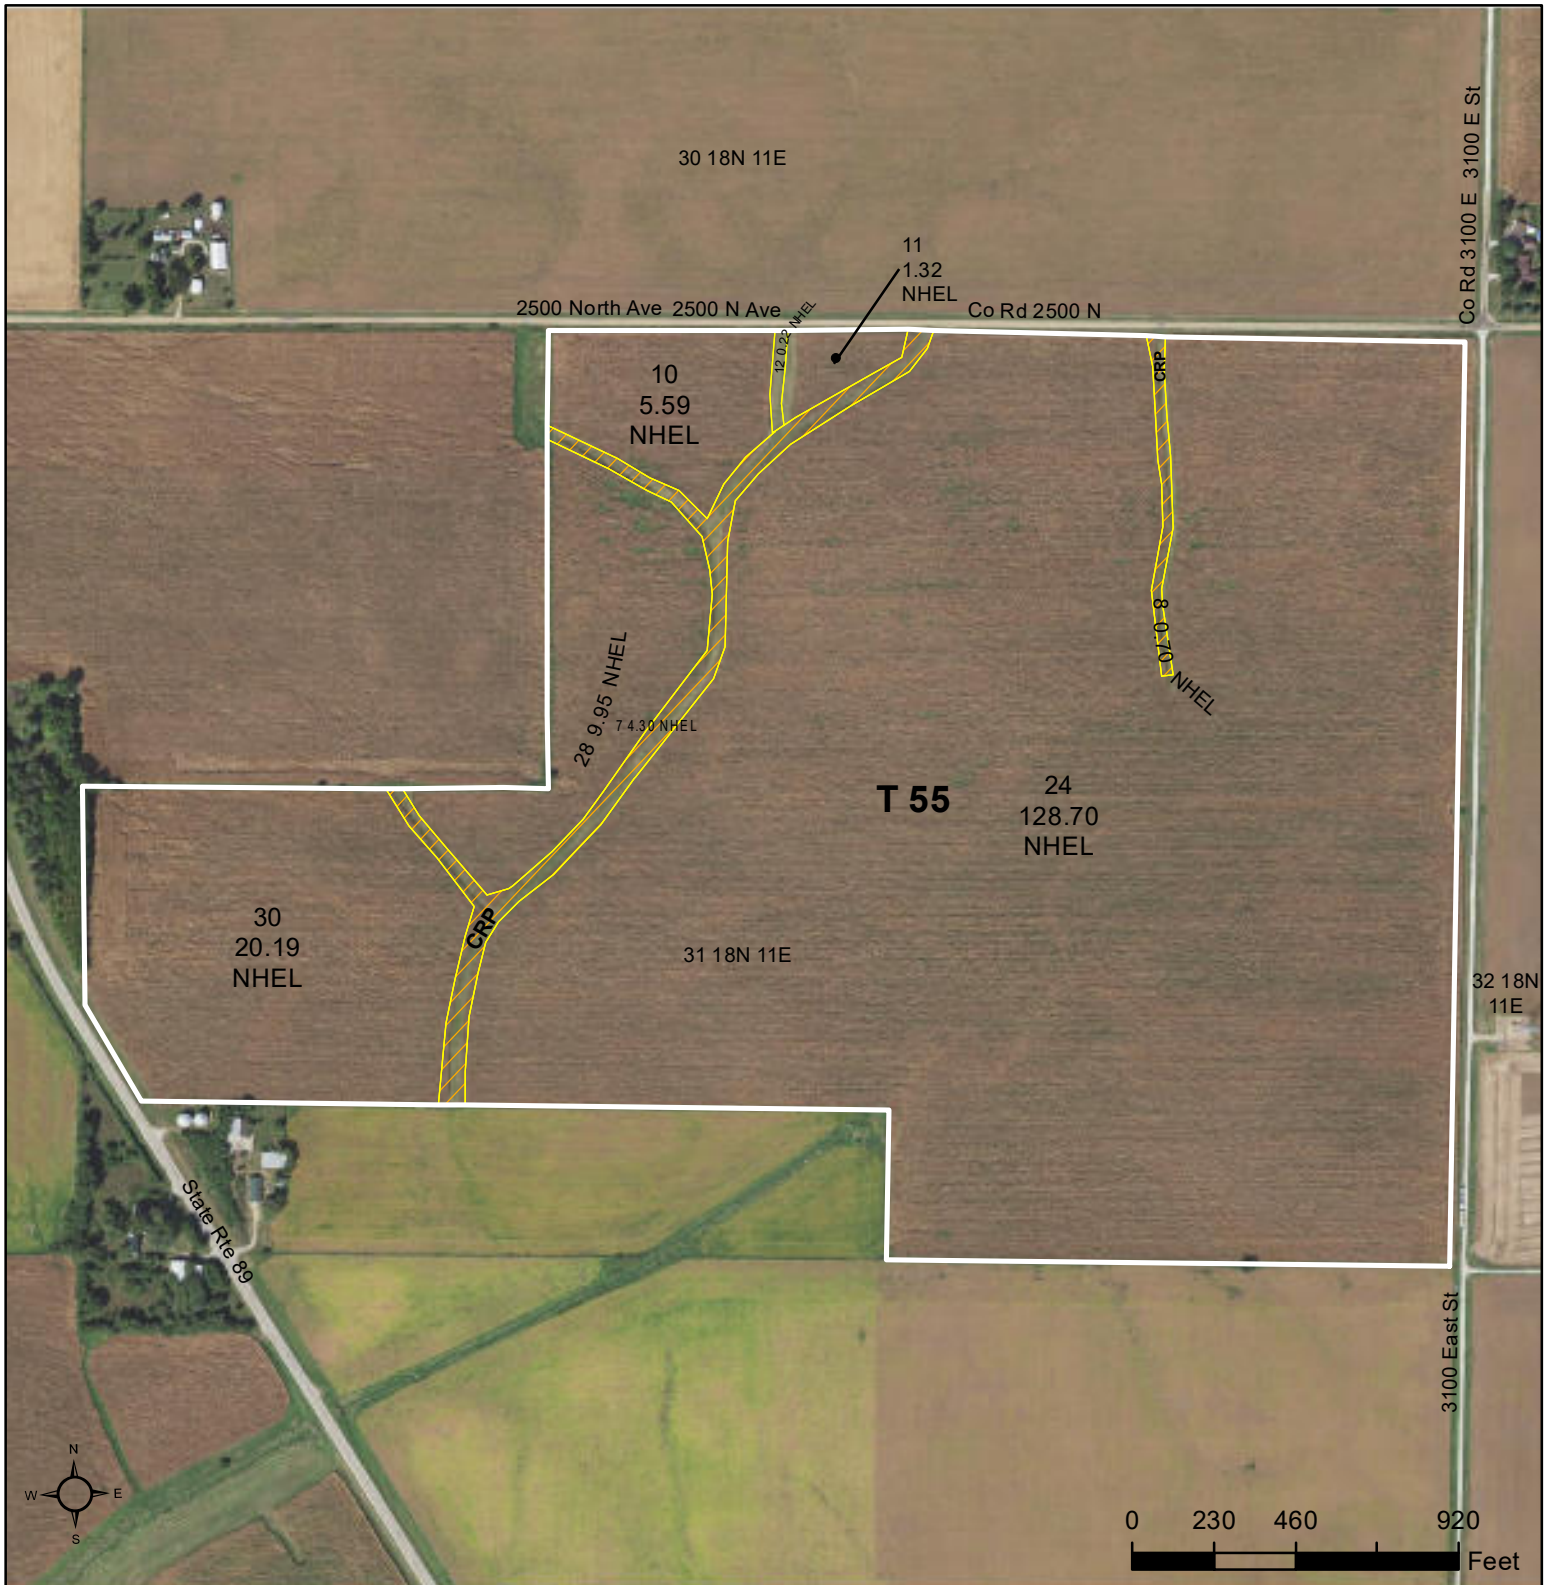 30 18N 11E
Co Rd 3100 E 3100 E St
11
1.32
NHEL
2500 North Ave 2500 N Ave
Co Rd 2500 N
12 0.22 NHEL
10
5.59
NHEL
CRP
8 0.70 NHEL
28 9.95 NHEL
7 4.30 NHEL
T 55
24
128.70
NHEL
30
20.19
NHEL
CRP
31 18N 11E
32 18N
11E
State Rte 89
3100 East St
N
W E
S
0 230 460 920
Feet